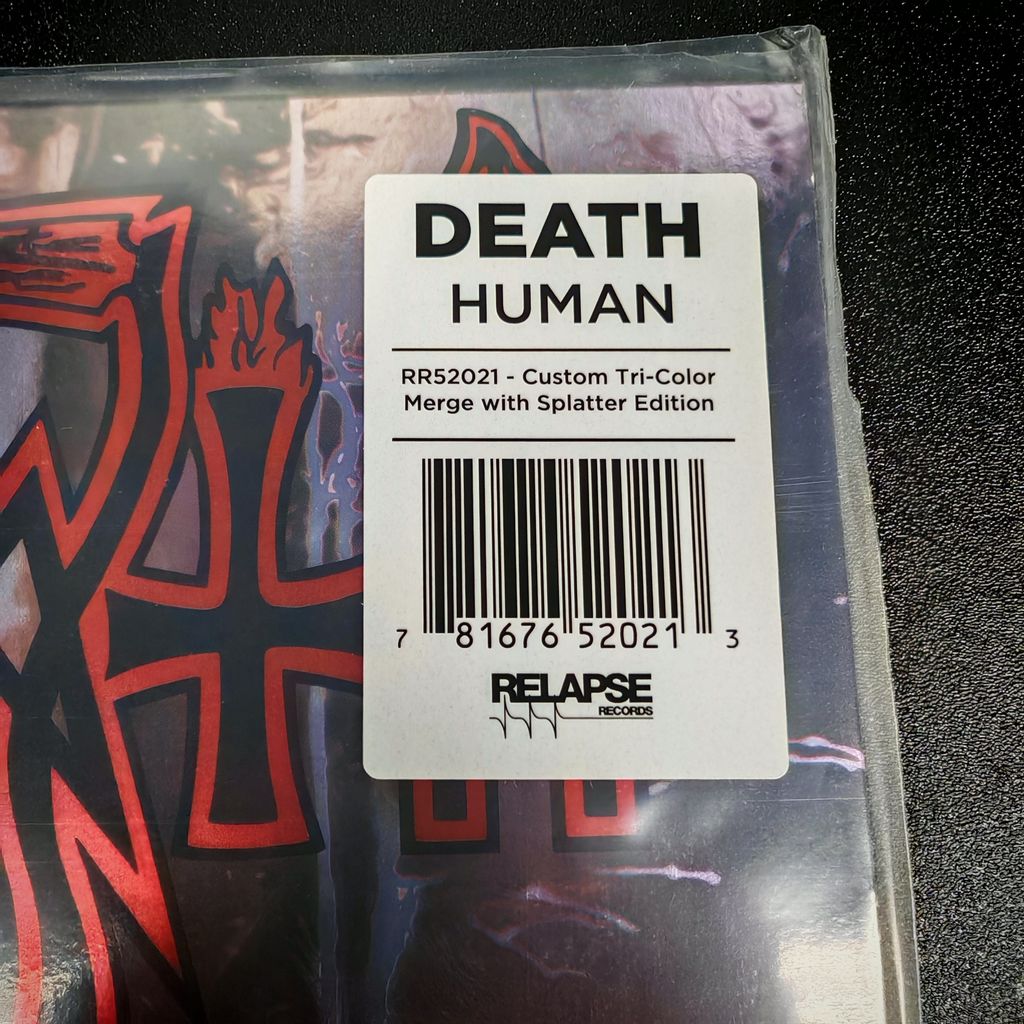 DEATH
HUMAN
RR52021 - Custom Tri-Color
Merge with Splatter Edition
7 81676 52021 3
RELAPSE
RECORDS